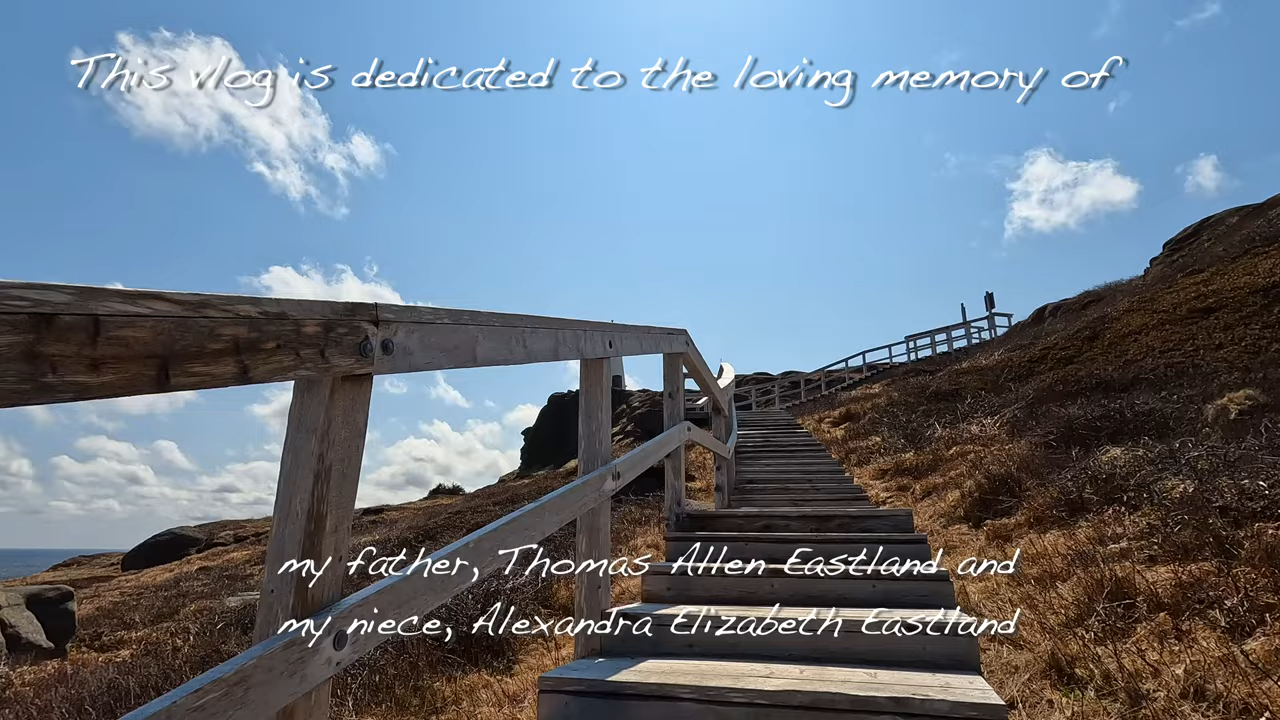 This vlog is dedicated to the loving memory of
my father, Thomas Allen Eastland and
my niece, Alexandra Elizabeth Eastland